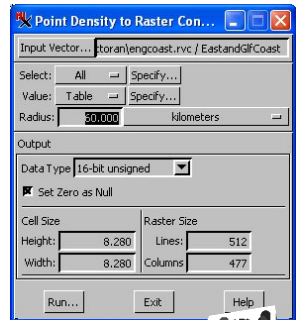 Point Density to Raster Con...
Input Vector... :toran\engcoast.rvc / EastandGlfCoast
Select: All Specify...
Value: Table Specify...
Radius: 60.000 kilometers
Output
Data Type 16-bit unsigned
Set Zero as Null
Cell Size Raster Size
Height: 8.280 Lines: 512
Width: 8.280 Columns 477
Run... Exit Help